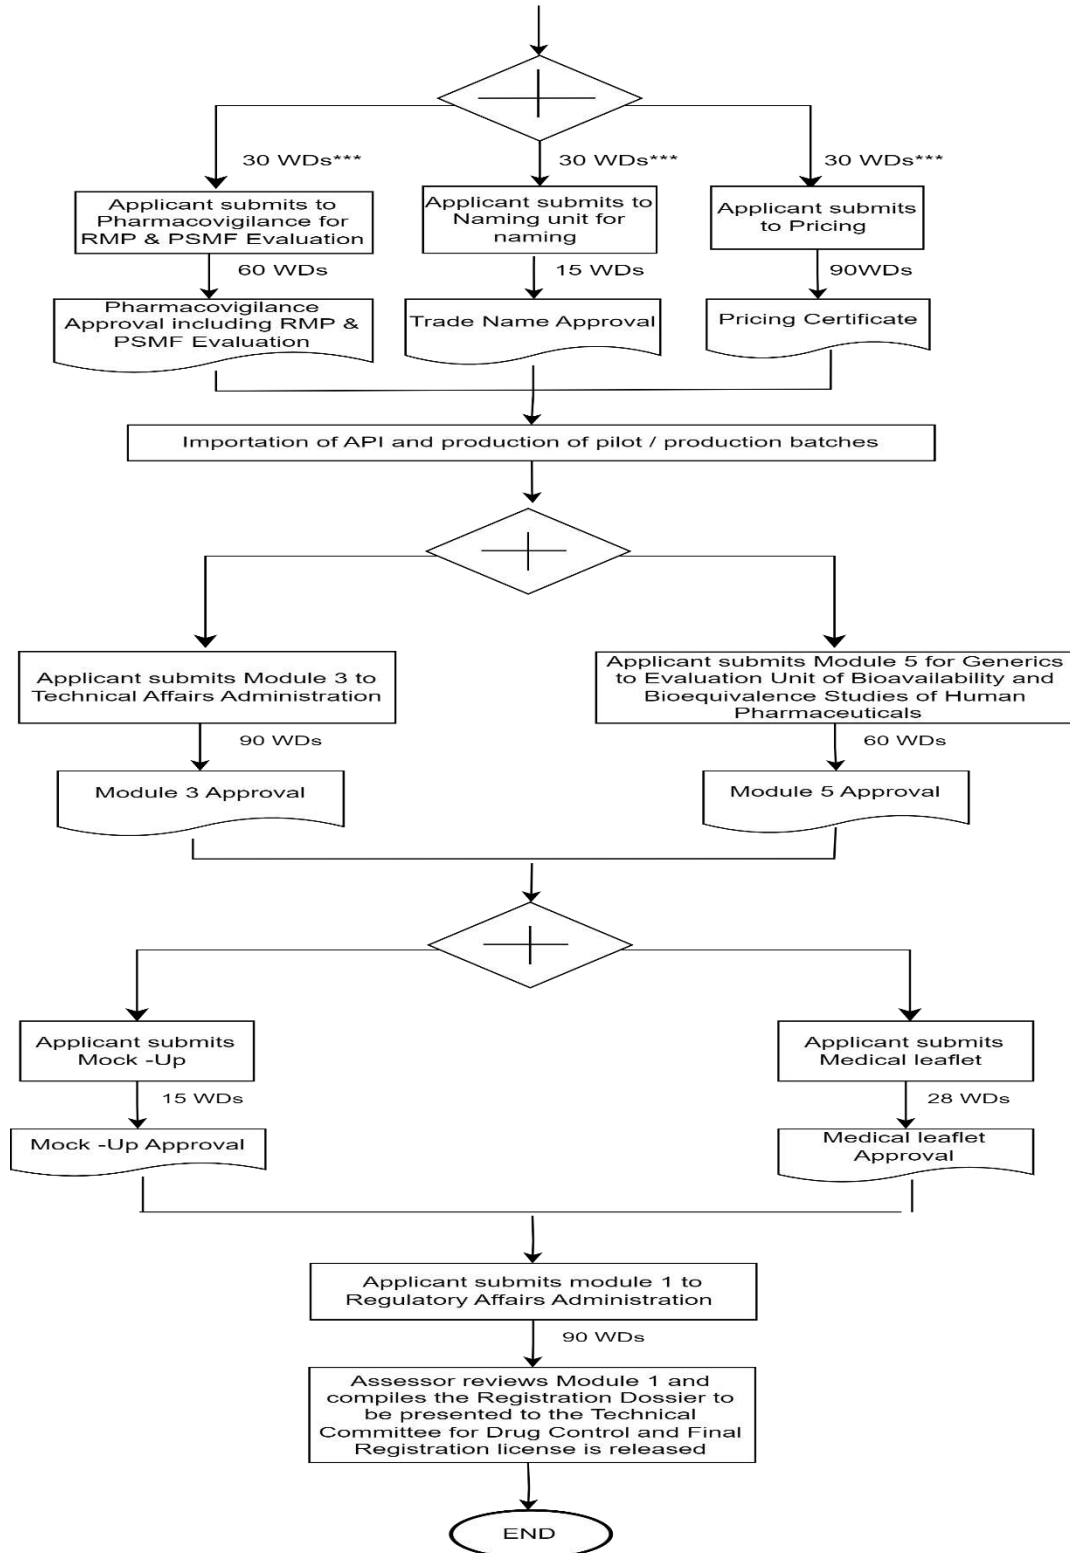 30 WDs***
30 WDs***
30 WDs***
Applicant submits to
Pharmacovigilance for
RMP & PSMF Evaluation
Applicant submits to
Naming unit for
naming
Applicant submits
to Pricing
60 WDs
15 WDs
90WDs
Pharmacovigilance
Approval including RMP &
PSMF Evaluation
Trade Name Approval
Pricing Certificate
Importation of API and production of pilot / production batches
Applicant submits Module 3 to
Technical Affairs Administration
Applicant submits Module 5 for Generics
to Evaluation Unit of Bioavailability and
Bioequivalence Studies of Human
Pharmaceuticals
90 WDs
60 WDs
Module 3 Approval
Module 5 Approval
Applicant submits
Mock -Up
Applicant submits
Medical leaflet
15 WDs
28 WDs
Mock -Up Approval
Medical leaflet
Approval
Applicant submits module 1 to
Regulatory Affairs Administration
90 WDs
Assessor reviews Module 1 and
compiles the Registration Dossier to
be presented to the Technical
Committee for Drug Control and Final
Registration license is released
END